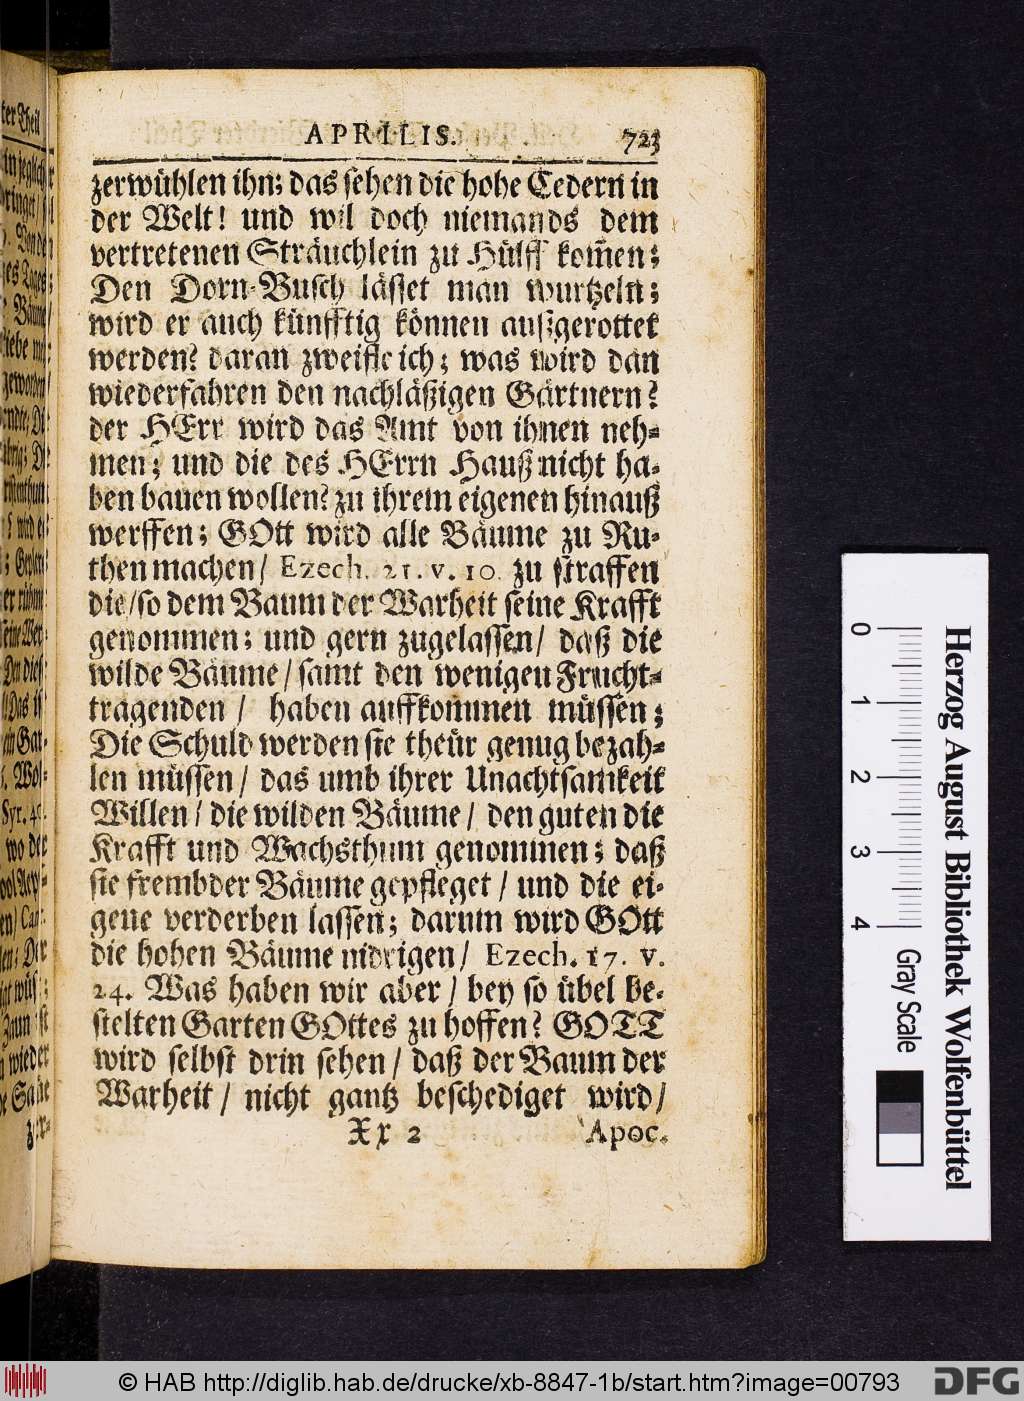 APRILIS. 723
zerwühlen ihn; das sehen die hohe Cedern in
der Welt! und wil doch niemands dem
vertretenen Sträuchlein zu Hülff kom̃en;
Den Dorn-Busch lässet man wurtzeln;
wird er auch künfftig können außgerottet
werden? daran zweifle ich; was wird dan
wiederfahren den nachläßigen Gärtnern?
der HErr wird das Amt von ihnen neh-
men; und die des HErrn Hauß nicht ha-
ben bauen wollen? zu ihrem eigenen hinauß
werffen; GOtt wird alle Bäume zu Ru-
then machen/ Ezech. 21. v. 10. zu straffen
die/so dem Baum der Warheit seine Krafft
genommen; und gern zugelassen/ daß die
wilde Bäume/ samt den wenigen Frucht-
tragenden / haben auffkommen müssen;
Die Schuld werden sie theür genug bezah-
len müssen/ das umb ihrer Unachtsamkeit
Willen/ die wilden Bäume/ den guten die
Krafft und Wachsthum genommen; daß
sie frembder Bäume gepfleget / und die ei-
gene verderben lassen; darum wird GOtt
die hohen Bäume nidrigen/ Ezech. 17. v.
24. Was haben wir aber / bey so übel be-
stelten Garten GOttes zu hoffen? GOTT
wird selbst drin sehen / daß der Baum der
Warheit/ nicht gantz beschediget wird/
Xx 2 Apoc.
Herzog August Bibliothek Wolfenbüttel
0 1 2 3 4 Gray Scale
© HAB http://diglib.hab.de/drucke/xb-8847-1b/start.htm?image=00793 DFG